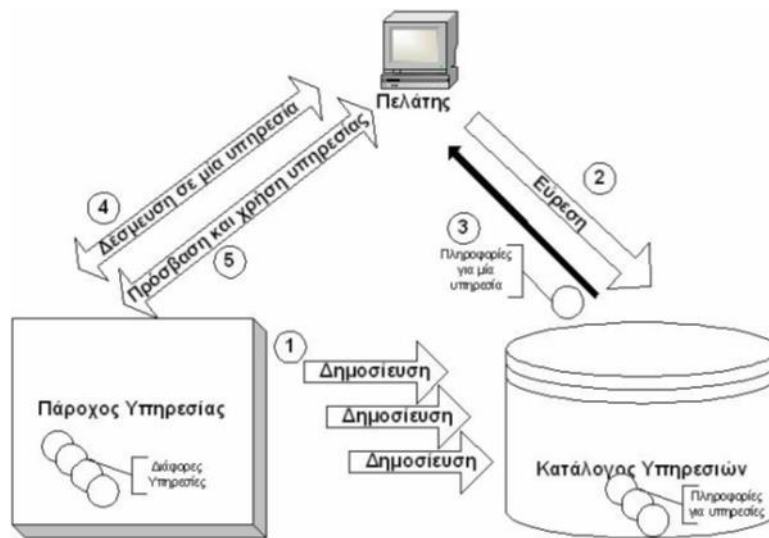 Πελάτης
4
Δεσμευση σε μία υπηρεσία
Πρόσβαση και χρήση υπηρεσίας
5
2
Εύρεση
3
Πληροφορίες
για μία
υπηρεσία
1
Δημοσίευση
Δημοσίευση
Δημοσίευση
Πάροχος Υπηρεσίας
Διάφορες
Υπηρεσίες
Κατάλογος Υπηρεσιών
Πληροφορίες
για υπηρεσίες